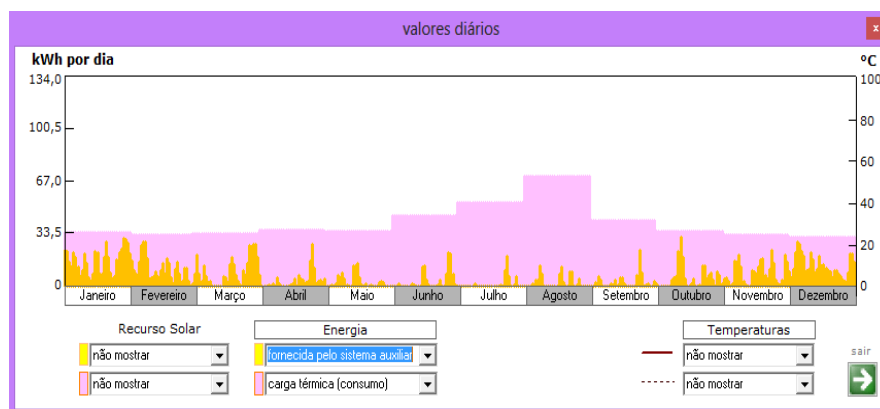 valores diários
x
kWh por dia
ºC
134,0
100
100,5
80
67,0
60
40
33,5
20
0
0
Janeiro Fevereiro Março Abril Maio Junho Julho Agosto Setembro Outubro Novembro Dezembro
Recurso Solar Energia Temperaturas
não mostrar fornecida pelo sistema auxiliar não mostrar sair
não mostrar carga térmica (consumo) não mostrar